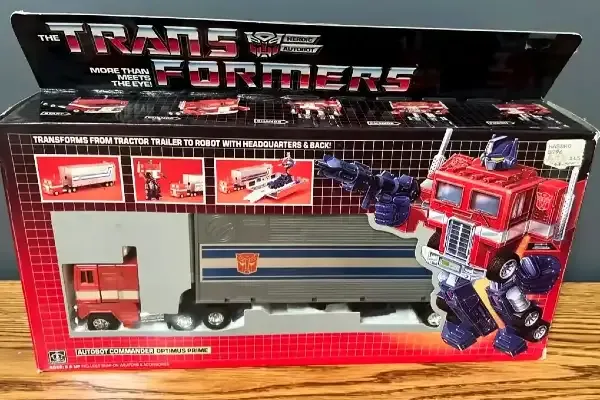 THE TRANSFORMERS
HEROIC
AUTOBOT
MORE THAN
MEETS
THE EYE!
TRANSFORMS FROM TRACTOR TRAILER TO ROBOT WITH HEADQUARTERS & BACK!
AUTOBOT COMMANDER OPTIMUS PRIME